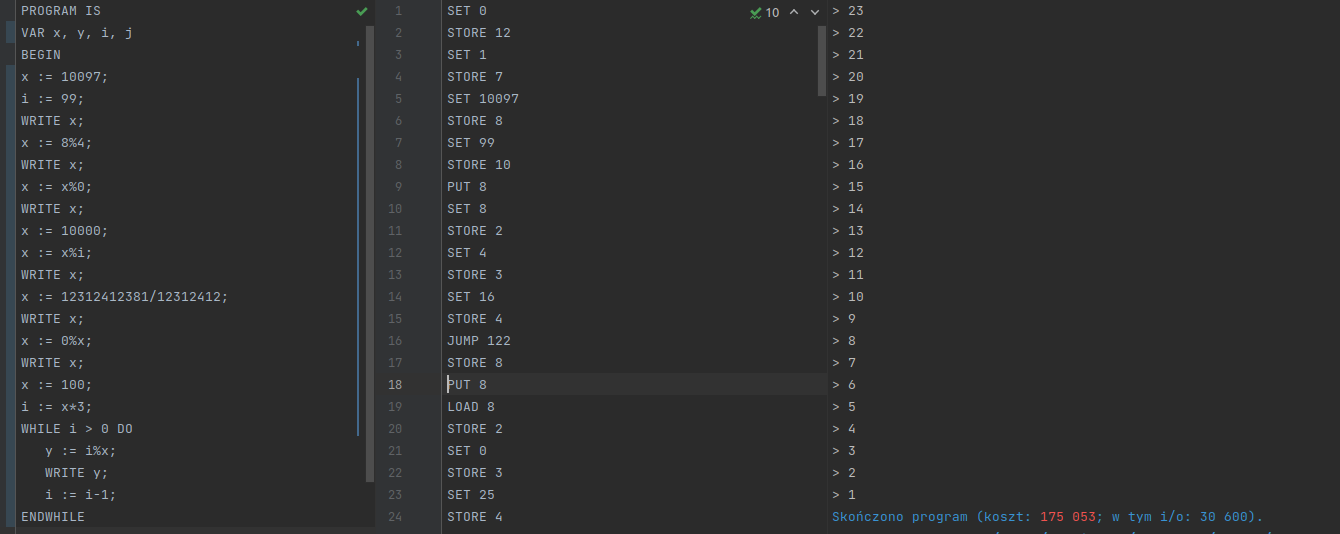 PROGRAM IS
VAR x, y, i, j
BEGIN
x := 10097;
i := 99;
WRITE x;
x := 8%4;
WRITE x;
x := x%0;
WRITE x;
x := 10000;
x := x%i;
WRITE x;
x := 12312412381/12312412;
WRITE x;
x := 0%x;
WRITE x;
x := 100;
i := x*3;
WHILE i > 0 DO
y := i%x;
WRITE y;
i := i-1;
ENDWHILE
10
1 SET 0
2 STORE 12
3 SET 1
4 STORE 7
5 SET 10097
6 STORE 8
7 SET 99
8 STORE 10
9 PUT 8
10 SET 8
11 STORE 2
12 SET 4
13 STORE 3
14 SET 16
15 STORE 4
16 JUMP 122
17 STORE 8
18 PUT 8
19 LOAD 8
20 STORE 2
21 SET 0
22 STORE 3
23 SET 25
24 STORE 4
> 23
> 22
> 21
> 20
> 19
> 18
> 17
> 16
> 15
> 14
> 13
> 12
> 11
> 10
> 9
> 8
> 7
> 6
> 5
> 4
> 3
> 2
> 1
Skończono program (koszt: 175 053; w tym i/o: 30 600).